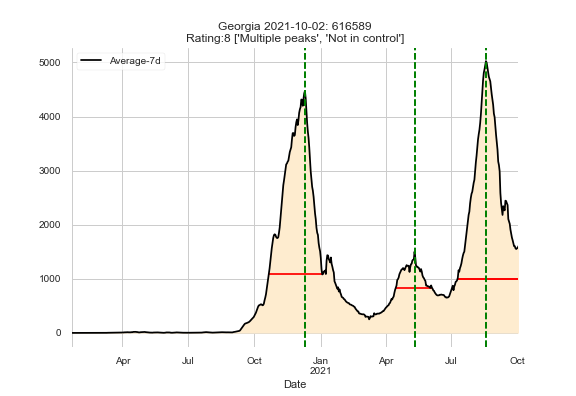 Georgia 2021-10-02: 616589
Rating:8 ['Multiple peaks', 'Not in control']
Average-7d
5000
4000
3000
2000
1000
0
Apr Jul Oct Jan Apr Jul Oct
2021
Date